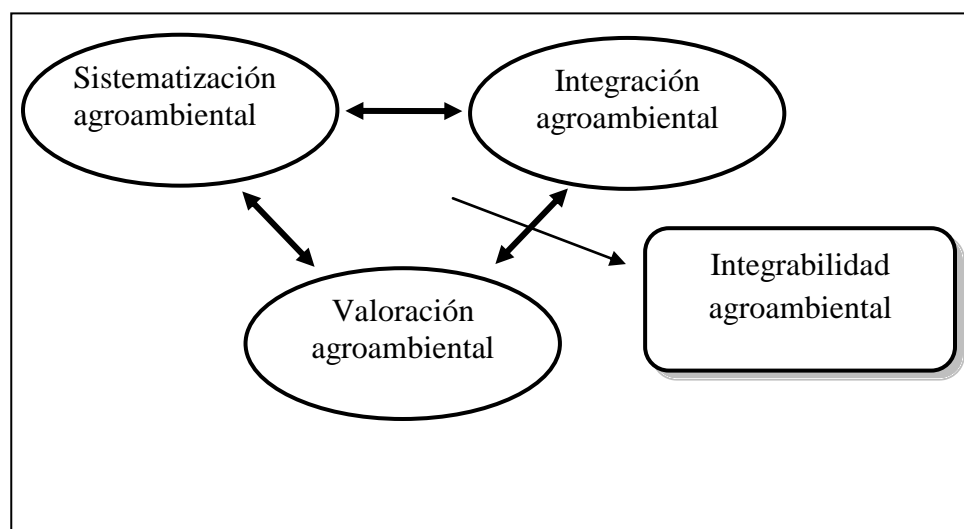 Sistematización
agroambiental
Integración
agroambiental
Valoración
agroambiental
Integrabilidad
agroambiental